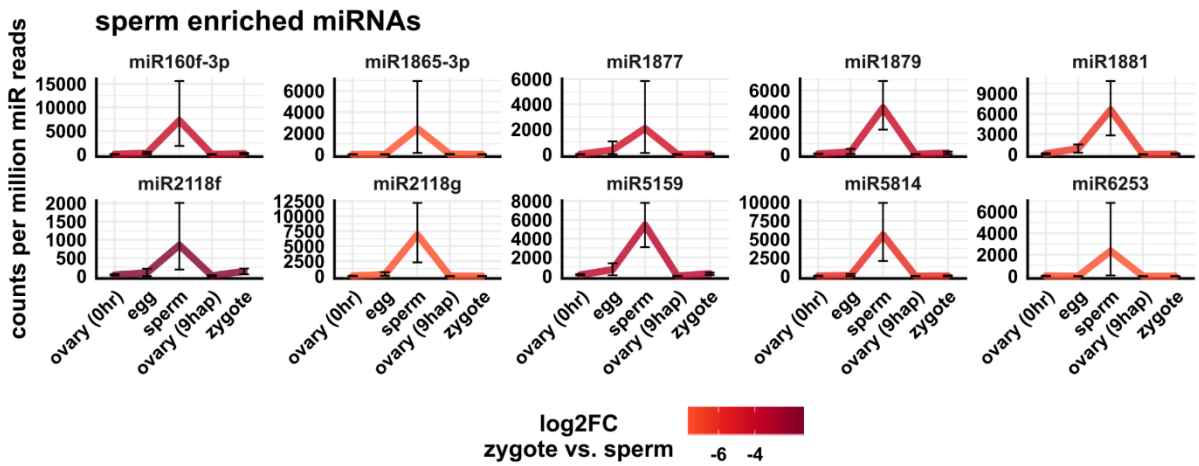 sperm enriched miRNAs
counts per million miR reads
miR160f-3p
miR1865-3p
miR1877
miR1879
miR1881
15000
10000
5000
0
6000
4000
2000
0
6000
4000
2000
0
6000
4000
2000
0
9000
6000
3000
0
miR2118f
miR2118g
miR5159
miR5814
miR6253
2000
1500
1000
500
0
12500
10000
7500
5000
2500
0
8000
6000
4000
2000
0
10000
7500
5000
2500
0
6000
4000
2000
0
ovary (0hr)
egg
sperm
ovary (9hap)
zygote
ovary (0hr)
egg
sperm
ovary (9hap)
zygote
ovary (0hr)
egg
sperm
ovary (9hap)
zygote
ovary (0hr)
egg
sperm
ovary (9hap)
zygote
ovary (0hr)
egg
sperm
ovary (9hap)
zygote
log2FC
zygote vs. sperm
-6 -4